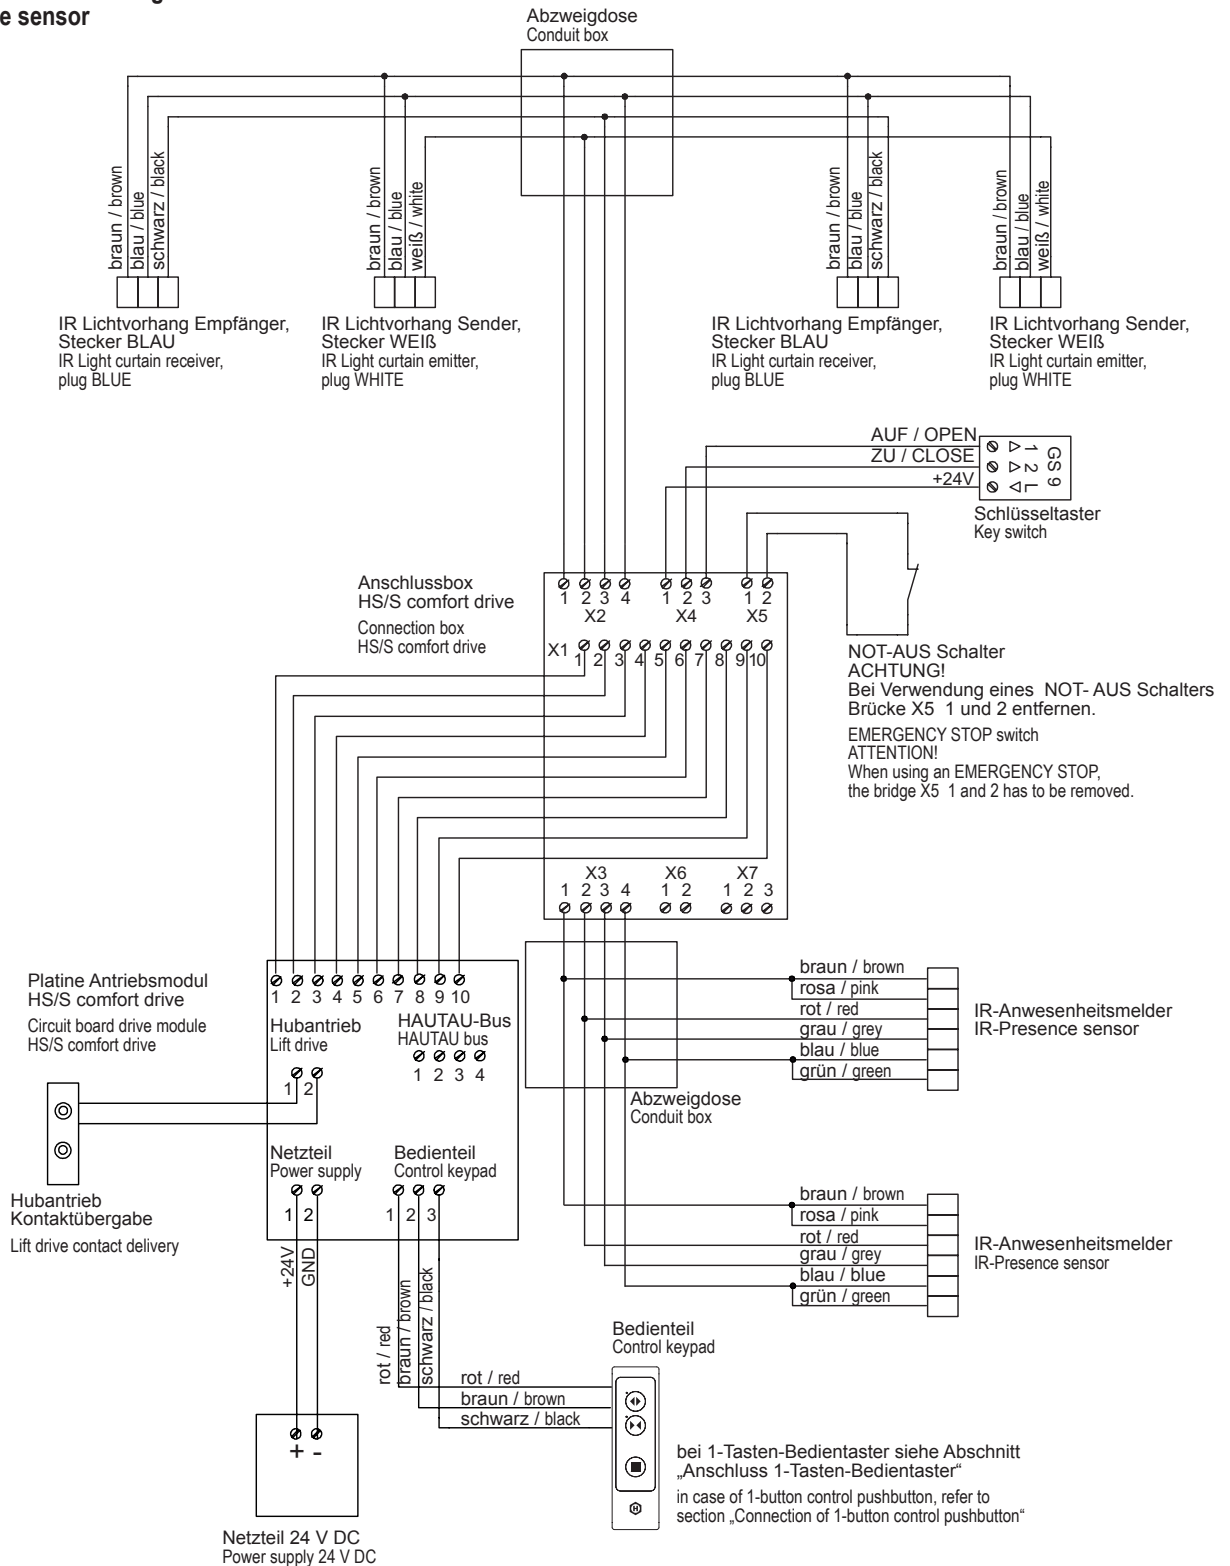 e sensor
Abzweigdose
Conduit box
braun / brown
blau / blue
schwarz / black
braun / brown
blau / blue
weiß / white
braun / brown
blau / blue
schwarz / black
braun / brown
blau / blue
weiß / white
IR Lichtvorhang Empfänger,
Stecker BLAU
IR Light curtain receiver,
plug BLUE
IR Lichtvorhang Sender,
Stecker WEIß
IR Light curtain emitter,
plug WHITE
IR Lichtvorhang Empfänger,
Stecker BLAU
IR Light curtain receiver,
plug BLUE
IR Lichtvorhang Sender,
Stecker WEIß
IR Light curtain emitter,
plug WHITE
AUF / OPEN
ZU / CLOSE
+24V
1 2 L
GS 9
Schlüsseltaster
Key switch
Anschlussbox
HS/S comfort drive
Connection box
HS/S comfort drive
1 2 3 4 1 2 3 1 2
X2 X4 X5
X1
1 2 3 4 5 6 7 8 9 10
NOT-AUS Schalter
ACHTUNG!
Bei Verwendung eines NOT- AUS Schalters
Brücke X5 1 und 2 entfernen.
EMERGENCY STOP switch
ATTENTION!
When using an EMERGENCY STOP,
the bridge X5 1 and 2 has to be removed.
X3 X6 X7
1 2 3 4 1 2 1 2 3
Platine Antriebsmodul
HS/S comfort drive
Circuit board drive module
HS/S comfort drive
1 2 3 4 5 6 7 8 9 10
Hubantrieb
Lift drive
1 2
HAUTAU-Bus
HAUTAU bus
1 2 3 4
braun / brown
rosa / pink
rot / red
grau / grey
blau / blue
grün / green
IR-Anwesenheitsmelder
IR-Presence sensor
Abzweigdose
Conduit box
Netzteil
Power supply
1 2
Bedienteil
Control keypad
1 2 3
Hubantrieb
Kontaktübergabe
Lift drive contact delivery
braun / brown
rosa / pink
rot / red
grau / grey
blau / blue
grün / green
IR-Anwesenheitsmelder
IR-Presence sensor
+24V
GND
rot / red
braun / brown
schwarz / black
Bedienteil
Control keypad
rot / red
braun / brown
schwarz / black
H
+ -
Netzteil 24 V DC
Power supply 24 V DC
bei 1-Tasten-Bedientaster siehe Abschnitt
„Anschluss 1-Tasten-Bedientaster“
in case of 1-button control pushbutton, refer to
section „Connection of 1-button control pushbutton“